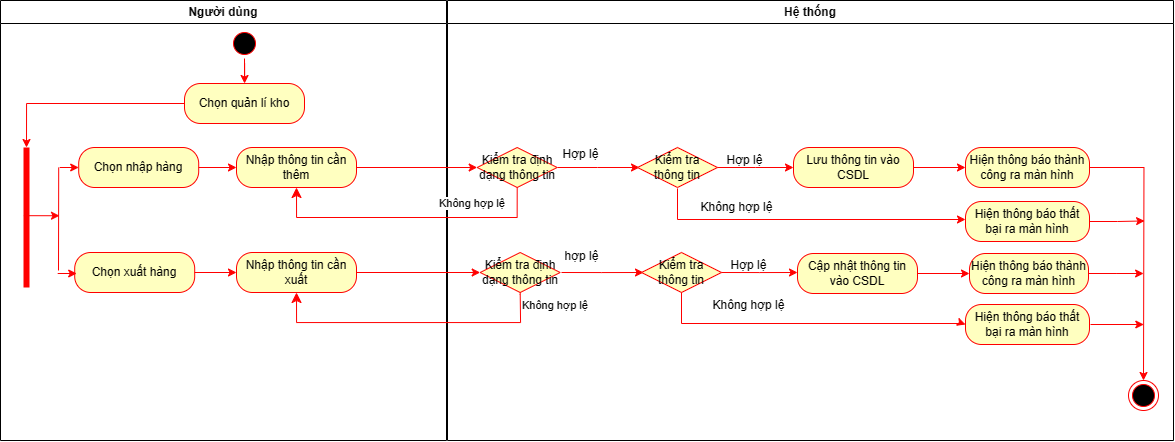 Người dùng
Hệ thống
Chọn quản lí kho
Chọn nhập hàng
Nhập thông tin cần
thêm
Kiểm tra định
dạng thông tin
Hợp lệ
Kiểm tra
thông tin
Hợp lệ
Lưu thông tin vào
CSDL
Hiện thông báo thành
công ra màn hình
Không hợp lệ
Không hợp lệ
Hiện thông báo thất
bại ra màn hình
Chọn xuất hàng
Nhập thông tin cần
xuất
Kiểm tra định
dạng thông tin
hợp lệ
Kiểm tra
thông tin
Hợp lệ
Cập nhật thông tin
vào CSDL
Hiện thông báo thành
công ra màn hình
Không hợp lệ
Không hợp lệ
Hiện thông báo thất
bại ra màn hình